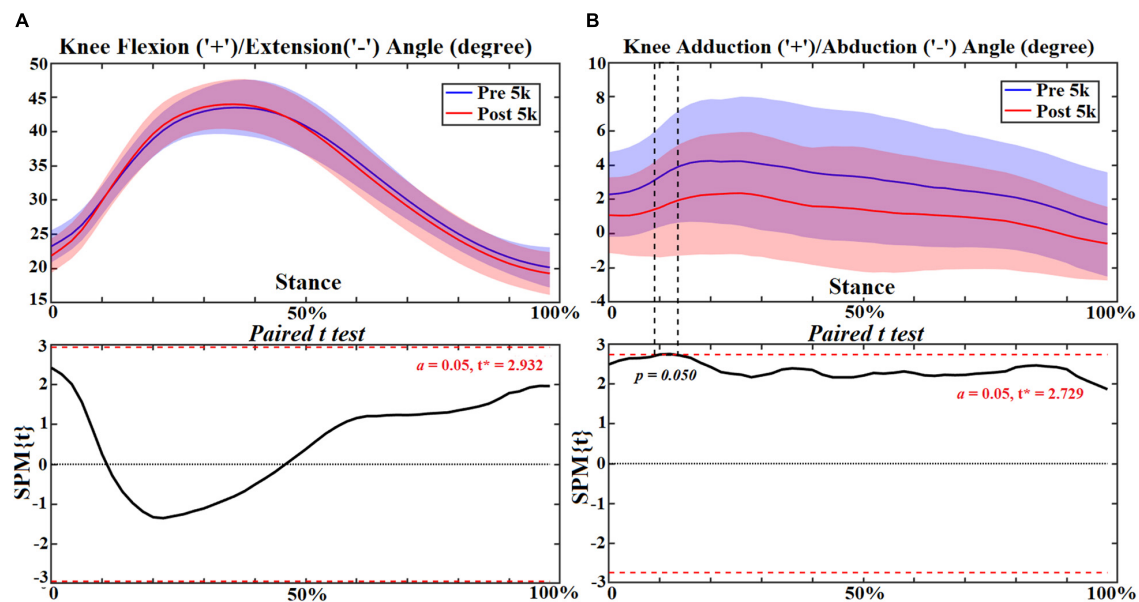 A
Knee Flexion ('+')/Extension('-') Angle (degree)
50
45
40
35
30
25
20
15
Pre 5k
Post 5k
Stance
50%
100%
Paired t test
3
2
1
0
-1
-2
-3
SPM{t}
a = 0.05, t* = 2.932
0
50%
100%
B
Knee Adduction ('+')/Abduction ('-') Angle (degree)
10
8
6
4
2
0
-2
-4
Pre 5k
Post 5k
Stance
50%
100%
Paired t test
3
2
1
0
-1
-2
-3
SPM{t}
p = 0.050
a = 0.05, t* = 2.729
0
50%
100%